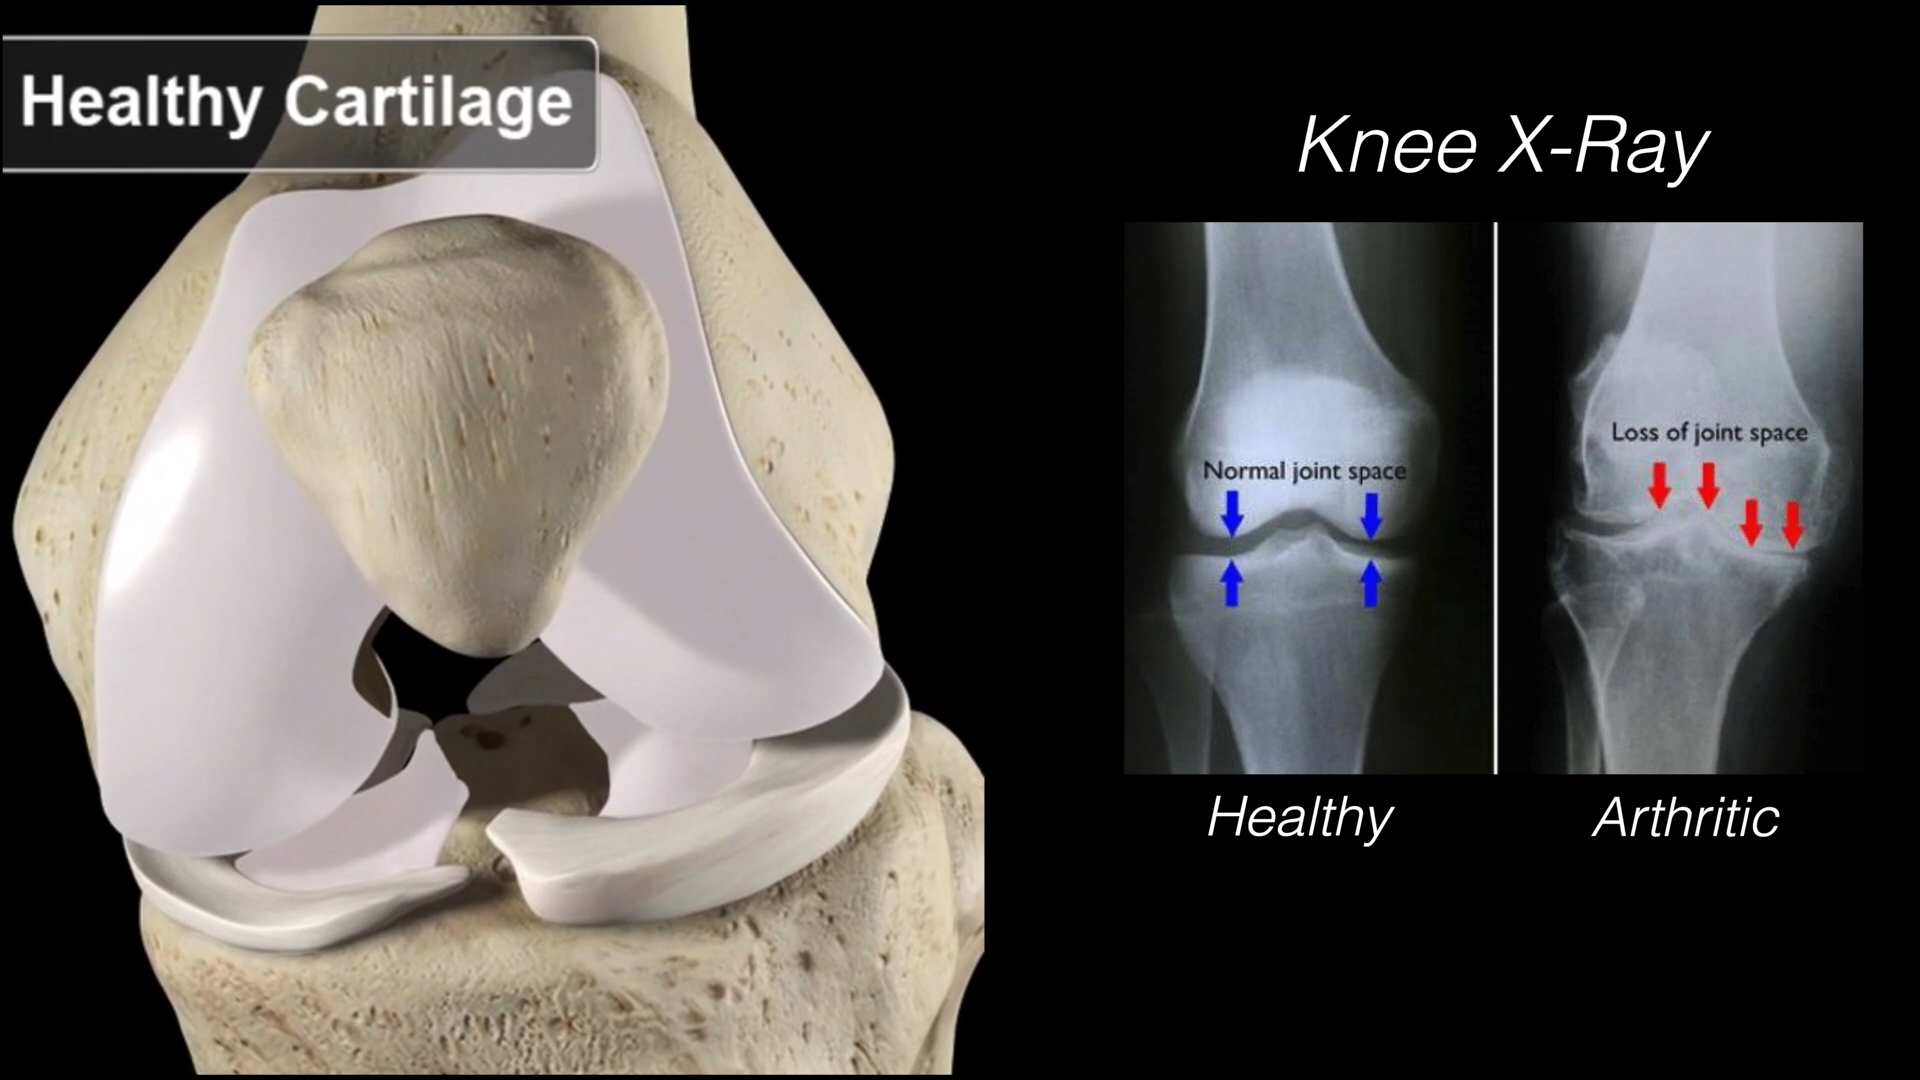 Healthy Cartilage
Knee X-Ray
Normal joint space
Loss of joint space
Healthy
Arthritic